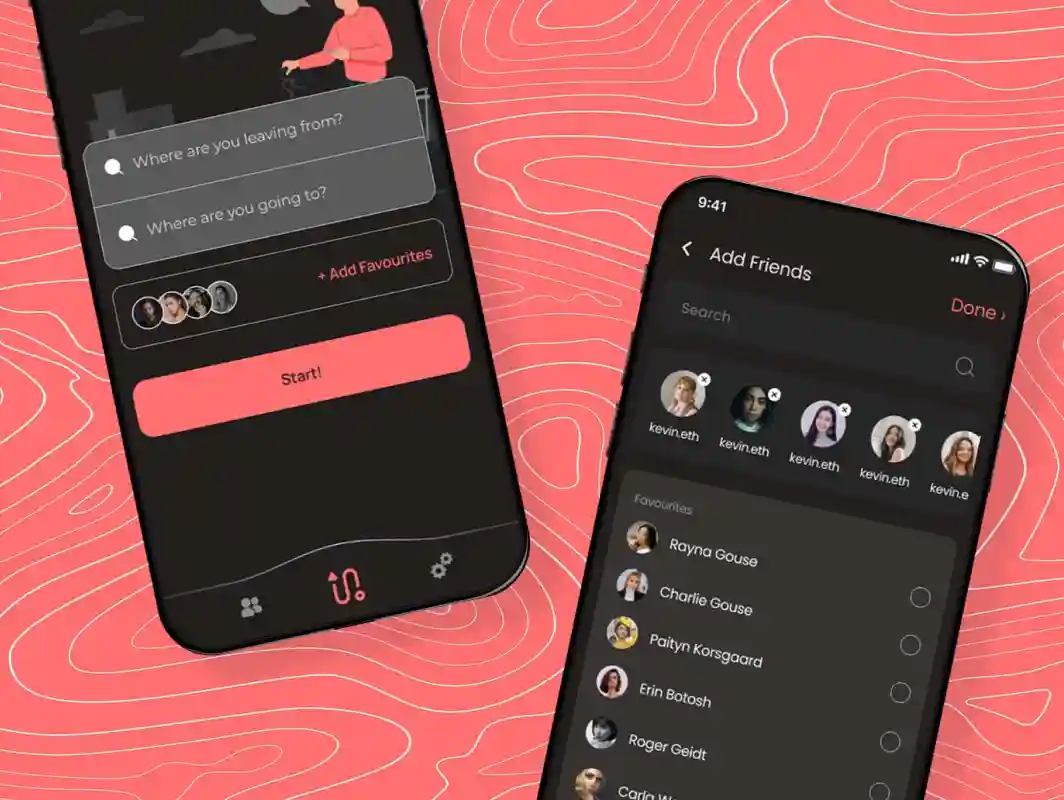 Where are you leaving from?
Where are you going to?
+ Add Favourites
Start!
9:41
Add Friends
Done ›
Search
kevin.eth
kevin.eth
kevin.eth
kevin.eth
kevin.e
Favourites
Rayna Gouse
Charlie Gouse
Paityn Korsgaard
Erin Botosh
Roger Geidt
Carla